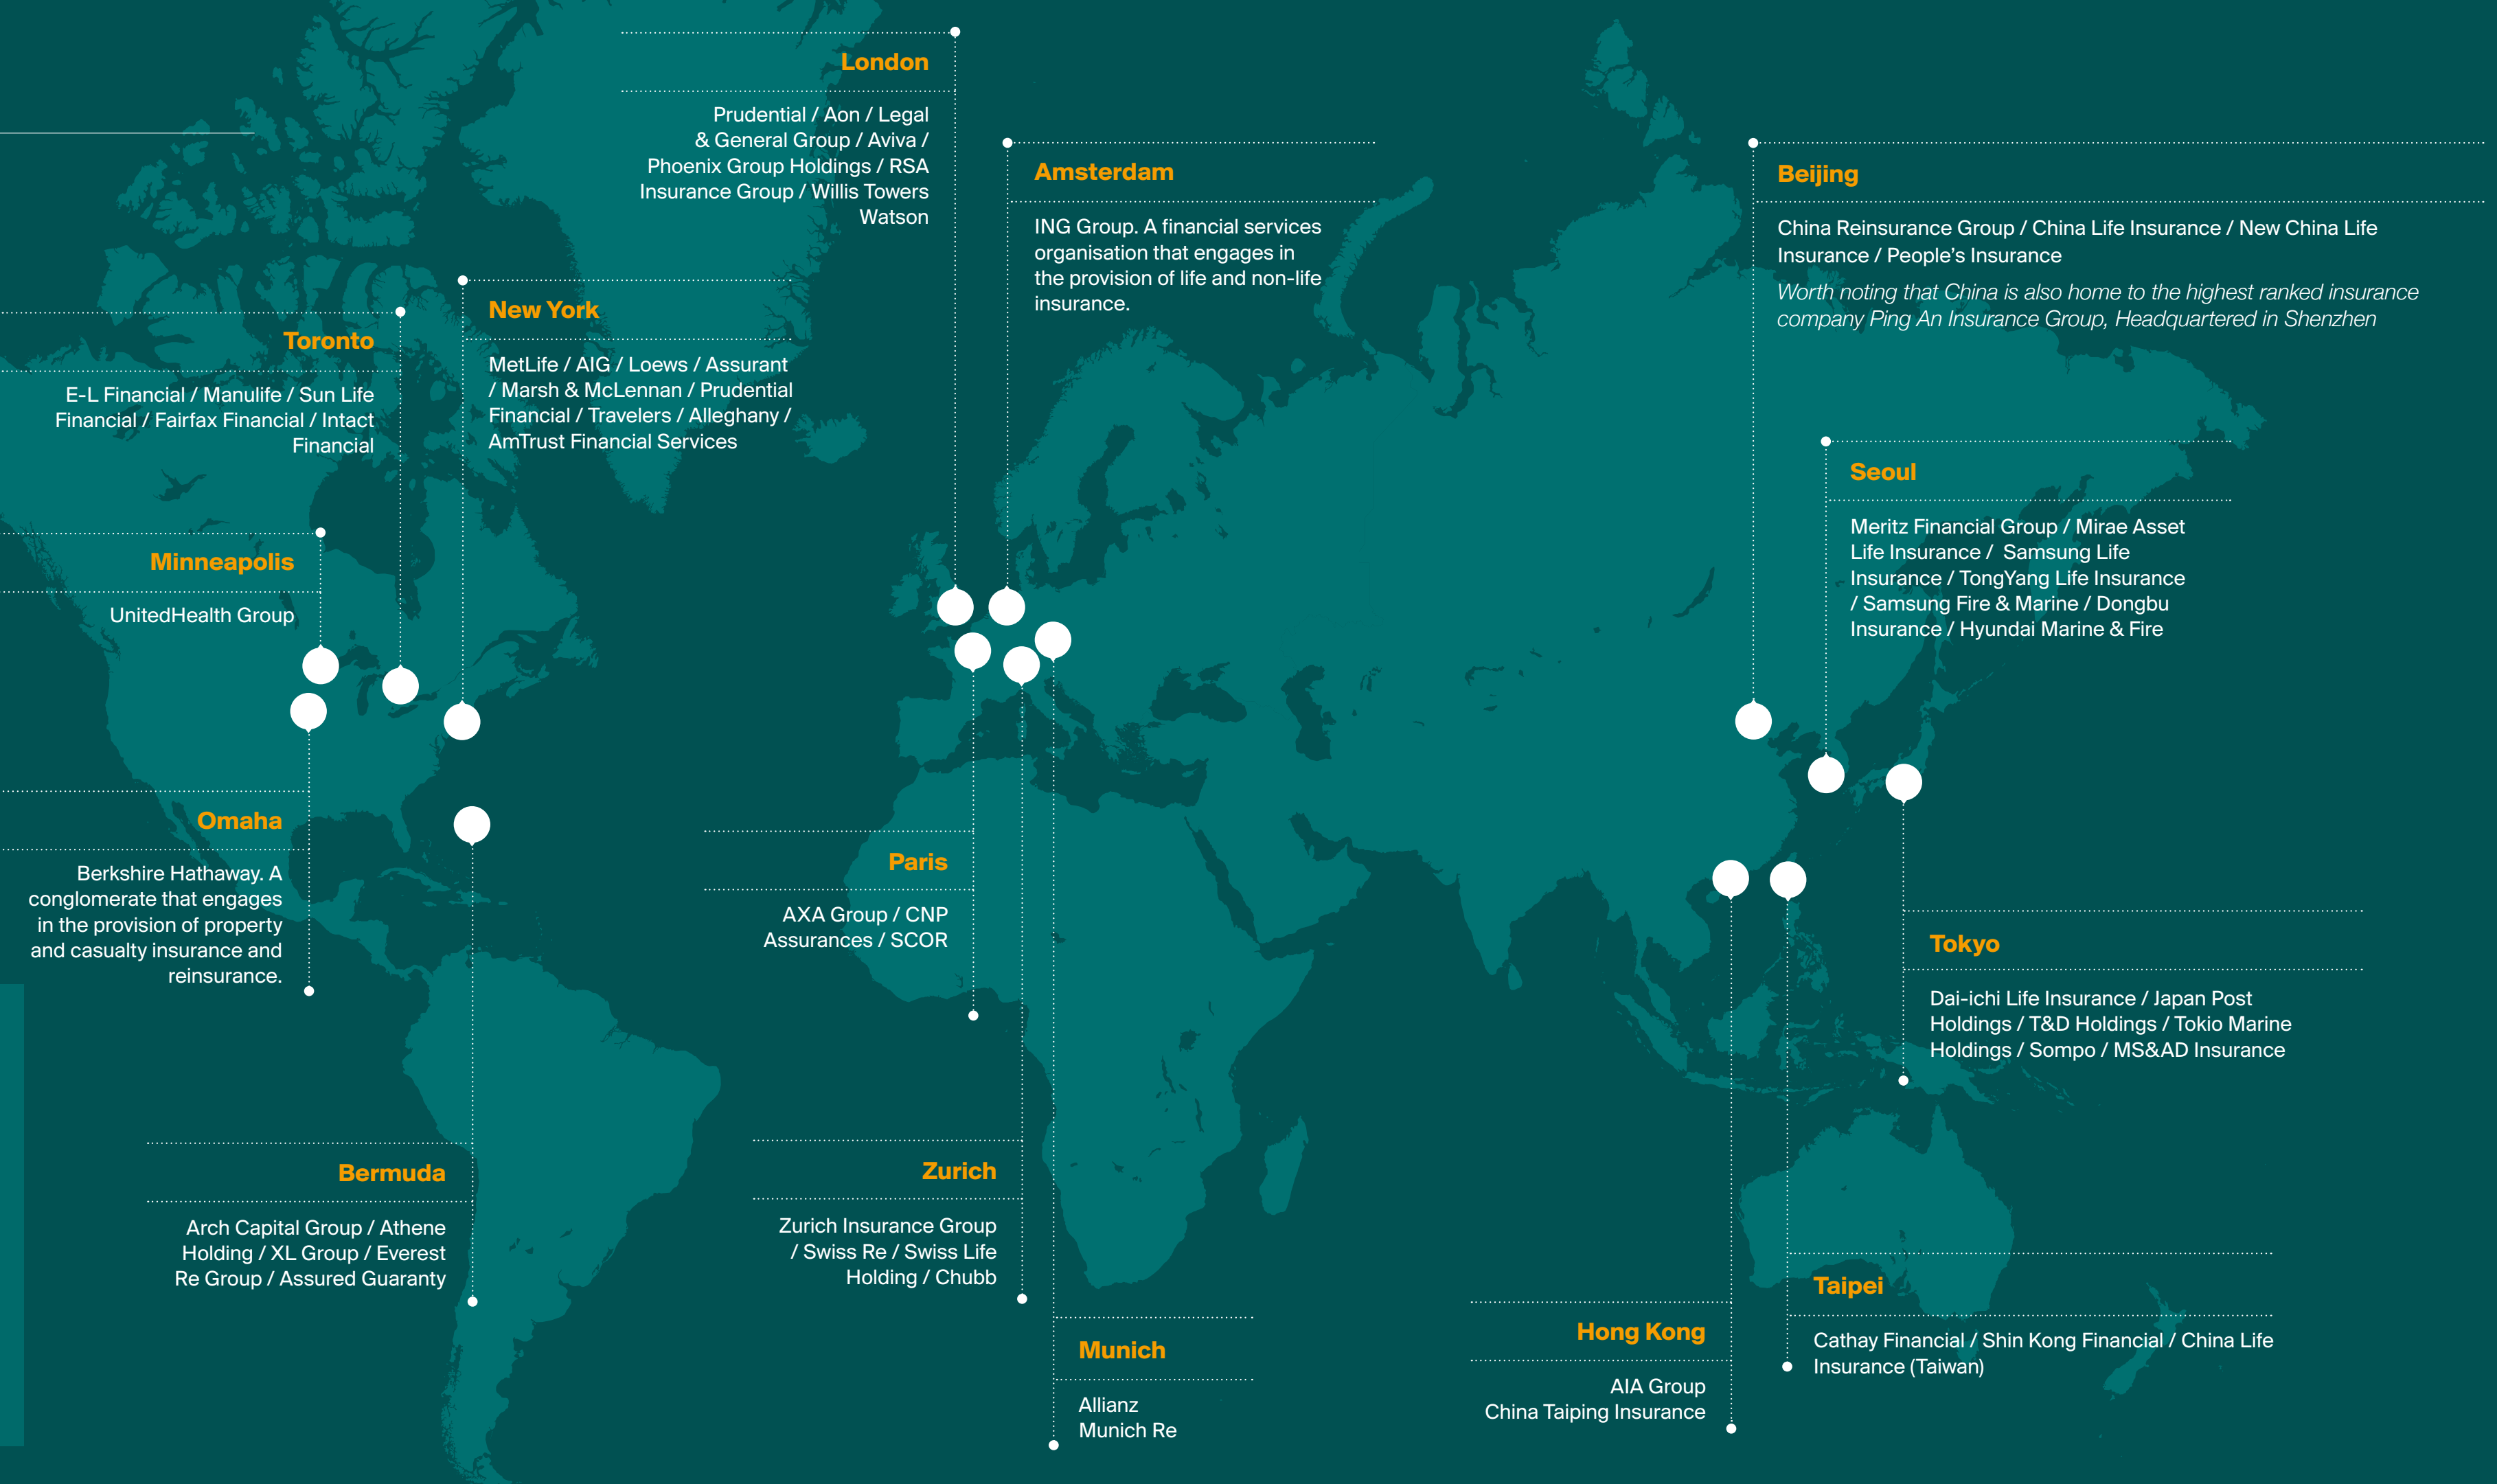 London
Prudential / Aon / Legal
& General Group / Aviva /
Phoenix Group Holdings / RSA
Insurance Group / Willis Towers
Watson
Amsterdam
ING Group. A financial services
organisation that engages in
the provision of life and non-life
insurance.
Beijing
China Reinsurance Group / China Life Insurance / New China Life
Insurance / People’s Insurance
Worth noting that China is also home to the highest ranked insurance
company Ping An Insurance Group, Headquartered in Shenzhen
New York
MetLife / AIG / Loews / Assurant
/ Marsh & McLennan / Prudential
Financial / Travelers / Alleghany /
AmTrust Financial Services
Toronto
E-L Financial / Manulife / Sun Life
Financial / Fairfax Financial / Intact
Financial
Seoul
Meritz Financial Group / Mirae Asset
Life Insurance /  Samsung Life
Insurance / TongYang Life Insurance
/ Samsung Fire & Marine / Dongbu
Insurance / Hyundai Marine & Fire
Minneapolis
UnitedHealth Group
Omaha
Berkshire Hathaway. A
conglomerate that engages
in the provision of property
and casualty insurance and
reinsurance.
Paris
AXA Group / CNP
Assurances / SCOR
Tokyo
Dai-ichi Life Insurance / Japan Post
Holdings / T&D Holdings / Tokio Marine
Holdings / Sompo / MS&AD Insurance
Bermuda
Arch Capital Group / Athene
Holding / XL Group / Everest
Re Group / Assured Guaranty
Zurich
Zurich Insurance Group
/ Swiss Re / Swiss Life
Holding / Chubb
Munich
Allianz
Munich Re
Hong Kong
AIA Group
China Taiping Insurance
Taipei
Cathay Financial / Shin Kong Financial / China Life
Insurance (Taiwan)